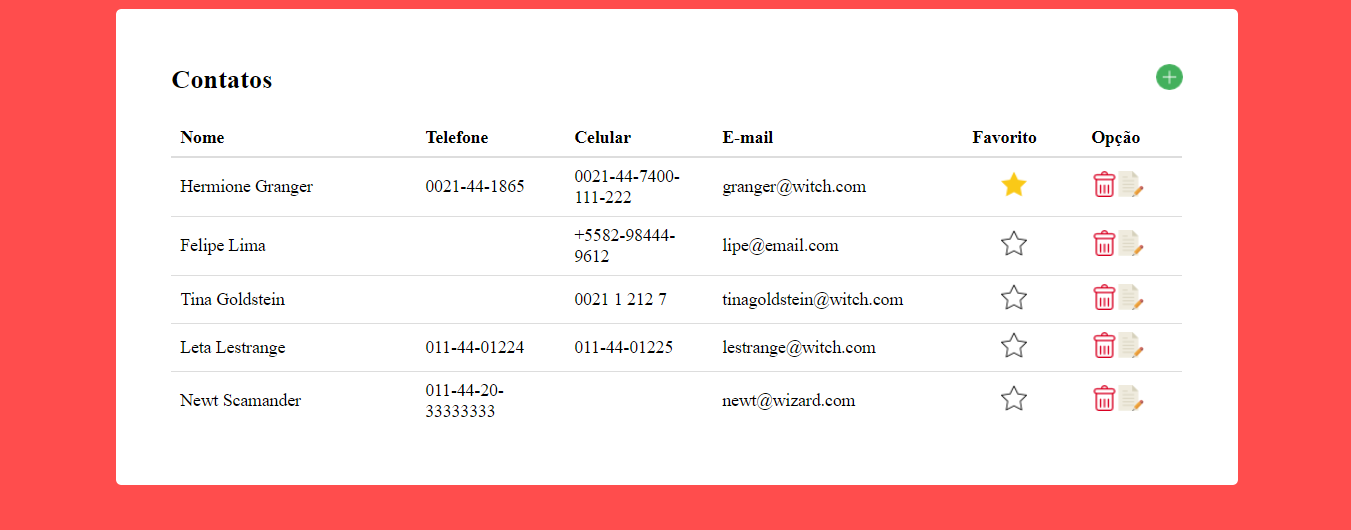 Contatos
Nome Telefone Celular E-mail Favorito Opção
Hermione Granger 0021-44-1865 0021-44-7400-
111-222 granger@witch.com
Felipe Lima +5582-98444-
9612 lipe@email.com
Tina Goldstein 0021 1 212 7 tinagoldstein@witch.com
Leta Lestrange 011-44-01224 011-44-01225 lestrange@witch.com
Newt Scamander 011-44-20-
33333333 newt@wizard.com